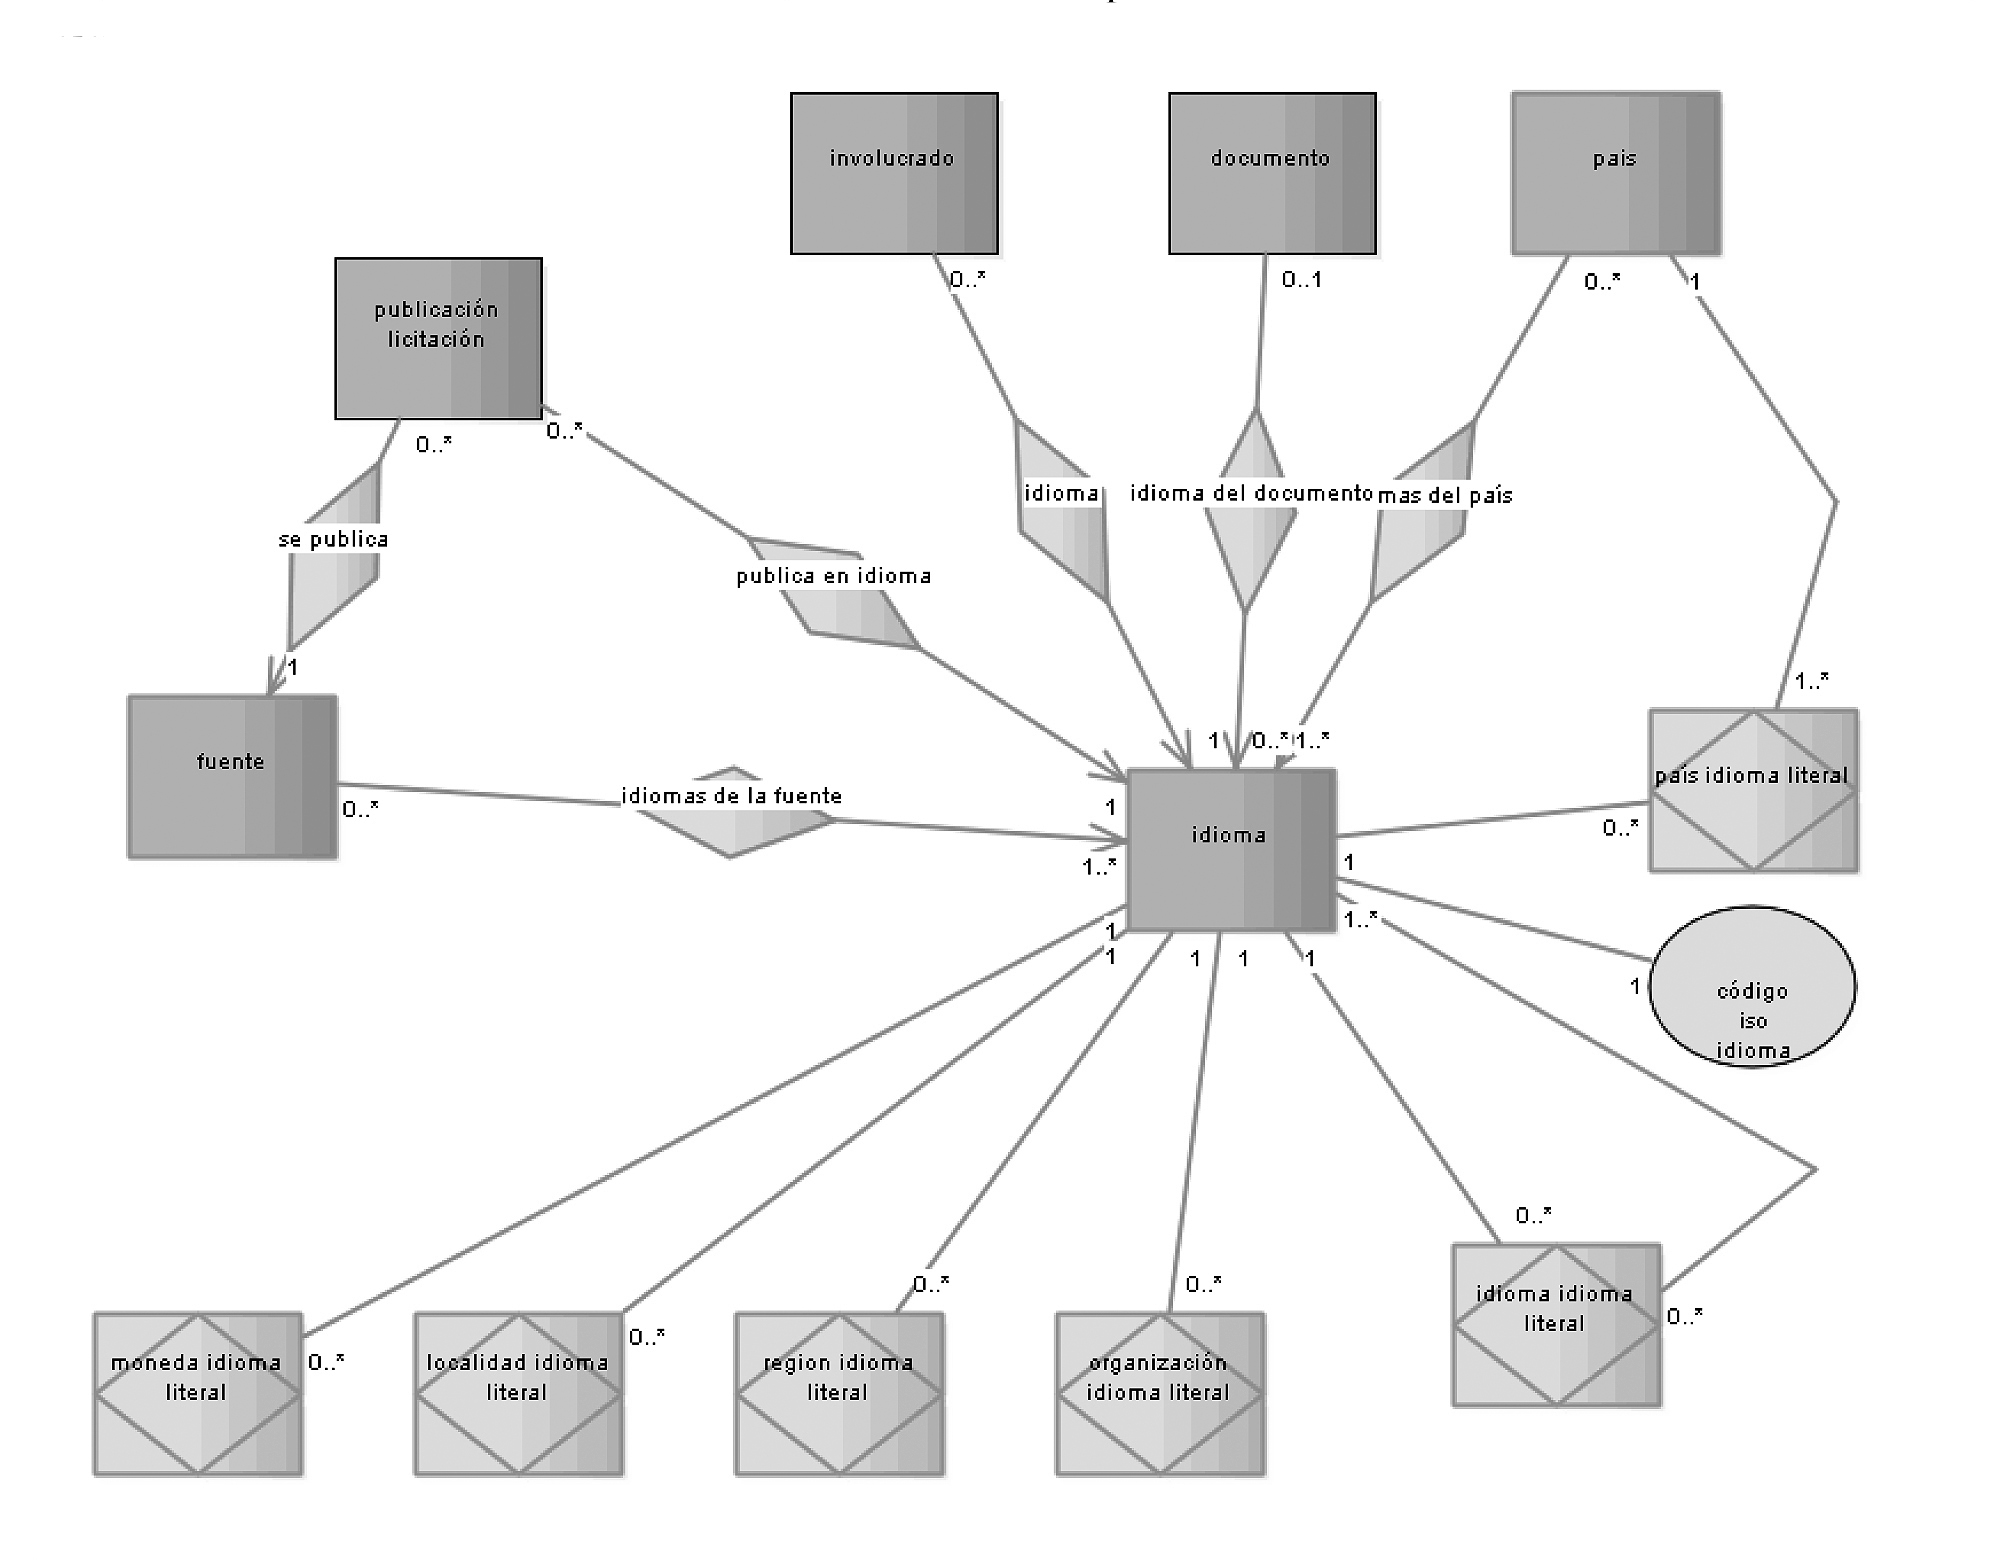 involucrado
documento
pais
0..*
0..1
0..*
1
publicación
licitación
0..*
0..*
idioma
idioma del documento
mas del país
se publica
publica en idioma
1
1..*
1
0..*
1..*
fuente
idiomas de la fuente
0..*
1
1..*
idioma
país idioma literal
0..*
1
1..*
1
código
iso
idioma
1
1
1
1
1
0..*
idioma idioma
literal
0..*
0..*
0..*
0..*
0..*
moneda idioma
literal
localidad idioma
literal
region idioma
literal
organización
idioma literal